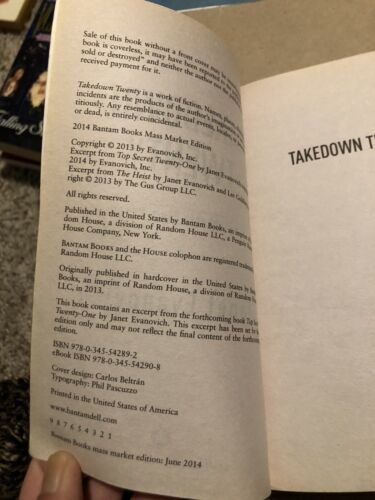 Sale of this book without a front cover may be
book is coverless, it may have been reported
sold or destroyed" and neither the author nor the
received payment for it.
Takedown Twenty is a work of fiction. Names, places,
incidents are the products of the author's imagination
titiously. Any resemblance to actual events, locales, or
or dead, is entirely coincidental.
2014 Bantam Books Mass Market Edition
Copyright © 2013 by Evanovich, Inc.
Excerpt from Top Secret Twenty-One by Janet Evanovich
2014 by Evanovich, Inc.
Excerpt from The Heist by Janet Evanovich and Lee
right © 2013 by The Gus Group LLC.
All rights reserved.
Published in the United States by Bantam Books, an imprint
dom House, a division of Random House LLC, a Penguin
House Company, New York.
BANTAM BOOKS and the HOUSE colophon are registered
Random House LLC.
Originally published in hardcover in the United States by
Books, an imprint of Random House, a division of Random
LLC, in 2013.
This book contains an excerpt from the forthcoming book Top
Twenty-One by Janet Evanovich. This excerpt has been set
edition only and may not reflect the final content of the forthcoming
edition.
ISBN 978-0-345-54289-2
eBook ISBN 978-0-345-54290-8
Cover design: Carlos Beltrán
Typography: Phil Pascuzzo
Printed in the United States of America
www.bantamdell.com
9 8 7 6 5 4 3 2 1
Bantam Books mass market edition: June 2014
TAKEDOWN T